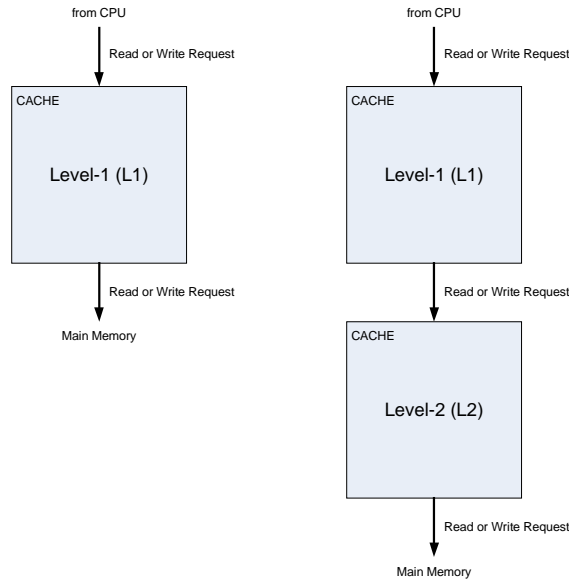 from CPU
Read or Write Request
CACHE
Level-1 (L1)
Read or Write Request
Main Memory
from CPU
Read or Write Request
CACHE
Level-1 (L1)
Read or Write Request
CACHE
Level-2 (L2)
Read or Write Request
Main Memory